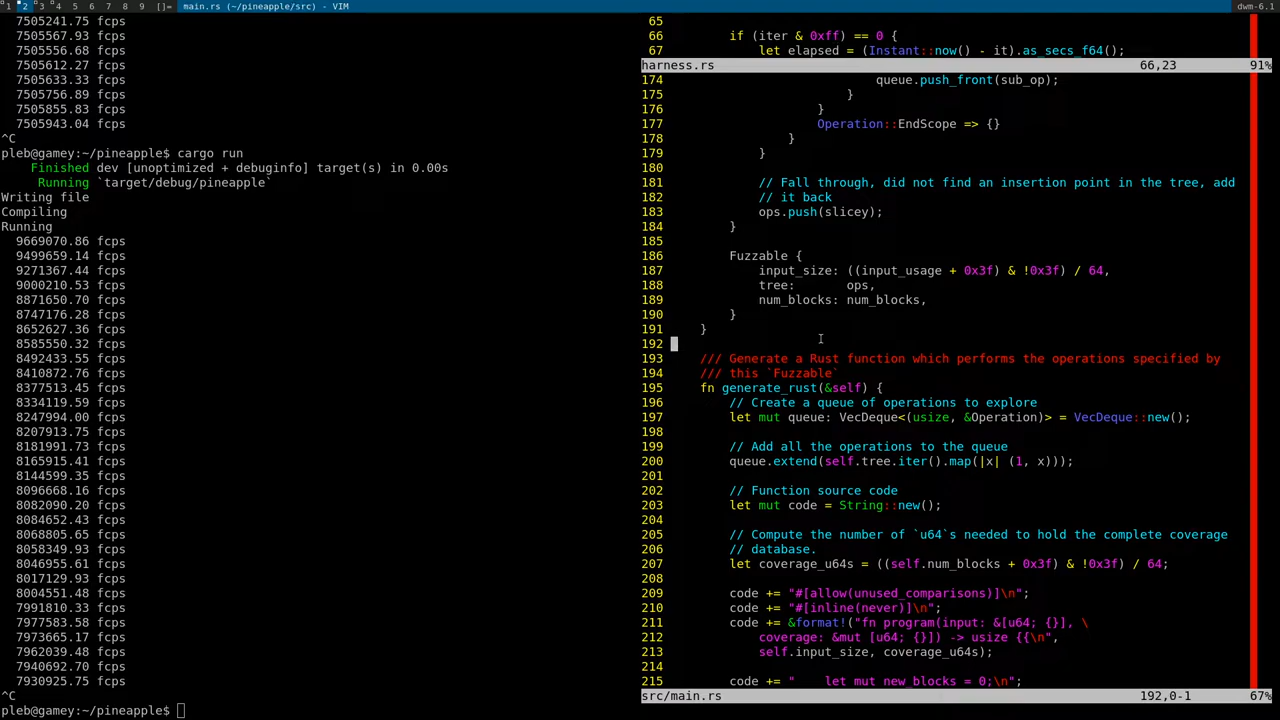 1 2 3 4 5 6 7 8 9 []= main.rs (~/pineapple/src) - VIM dwm-6.1
7505241.75 fcps
7505567.93 fcps
7505556.68 fcps
7505612.27 fcps
7505633.33 fcps
7505756.89 fcps
7505855.83 fcps
7505943.04 fcps
^C
pleb@gamey:~/pineapple$ cargo run
Finished dev [unoptimized + debuginfo] target(s) in 0.00s
Running `target/debug/pineapple`
Writing file
Compiling
Running
9669070.86 fcps
9499659.14 fcps
9271367.44 fcps
9000210.53 fcps
8871650.70 fcps
8747176.28 fcps
8652627.36 fcps
8585550.32 fcps
8492433.55 fcps
8410872.76 fcps
8377513.45 fcps
8334119.59 fcps
8247994.00 fcps
8207913.75 fcps
8181991.73 fcps
8165915.41 fcps
8144599.35 fcps
8096668.16 fcps
8082090.20 fcps
8084652.43 fcps
8068805.65 fcps
8058349.93 fcps
8046955.61 fcps
8017129.93 fcps
8004551.48 fcps
7991810.33 fcps
7977583.58 fcps
7973665.17 fcps
7962039.48 fcps
7940692.70 fcps
7930925.75 fcps
^C
pleb@gamey:~/pineapple$
65
66 if (iter & 0xff) == 0 {
67 let elapsed = (Instant::now() - it).as_secs_f64();
harness.rs 66,23 91%
174 queue.push_front(sub_op);
175 }
176 }
177 Operation::EndScope => {}
178 }
179 }
180
181 // Fall through, did not find an insertion point in the tree, add
182 // it back
183 ops.push(slicey);
184 }
185
186 Fuzzable {
187 input_size: ((input_usage + 0x3f) & !0x3f) / 64,
188 tree: ops,
189 num_blocks: num_blocks,
190 }
191 }
192
193 /// Generate a Rust function which performs the operations specified by
194 /// this `Fuzzable`
195 fn generate_rust(&self) {
196 // Create a queue of operations to explore
197 let mut queue: VecDeque<(usize, &Operation)> = VecDeque::new();
198
199 // Add all the operations to the queue
200 queue.extend(self.tree.iter().map(|x| (1, x)));
201
202 // Function source code
203 let mut code = String::new();
204
205 // Compute the number of `u64`s needed to hold the complete coverage
206 // database.
207 let coverage_u64s = ((self.num_blocks + 0x3f) & !0x3f) / 64;
208
209 code += "#[allow(unused_comparisons)]\n";
210 code += "#[inline(never)]\n";
211 code += &format!("fn program(input: &[u64; {}], \
212 coverage: &mut [u64; {}]) -> usize {{\n",
213 self.input_size, coverage_u64s);
214
215 code += " let mut new_blocks = 0;\n";
src/main.rs 192,0-1 67%